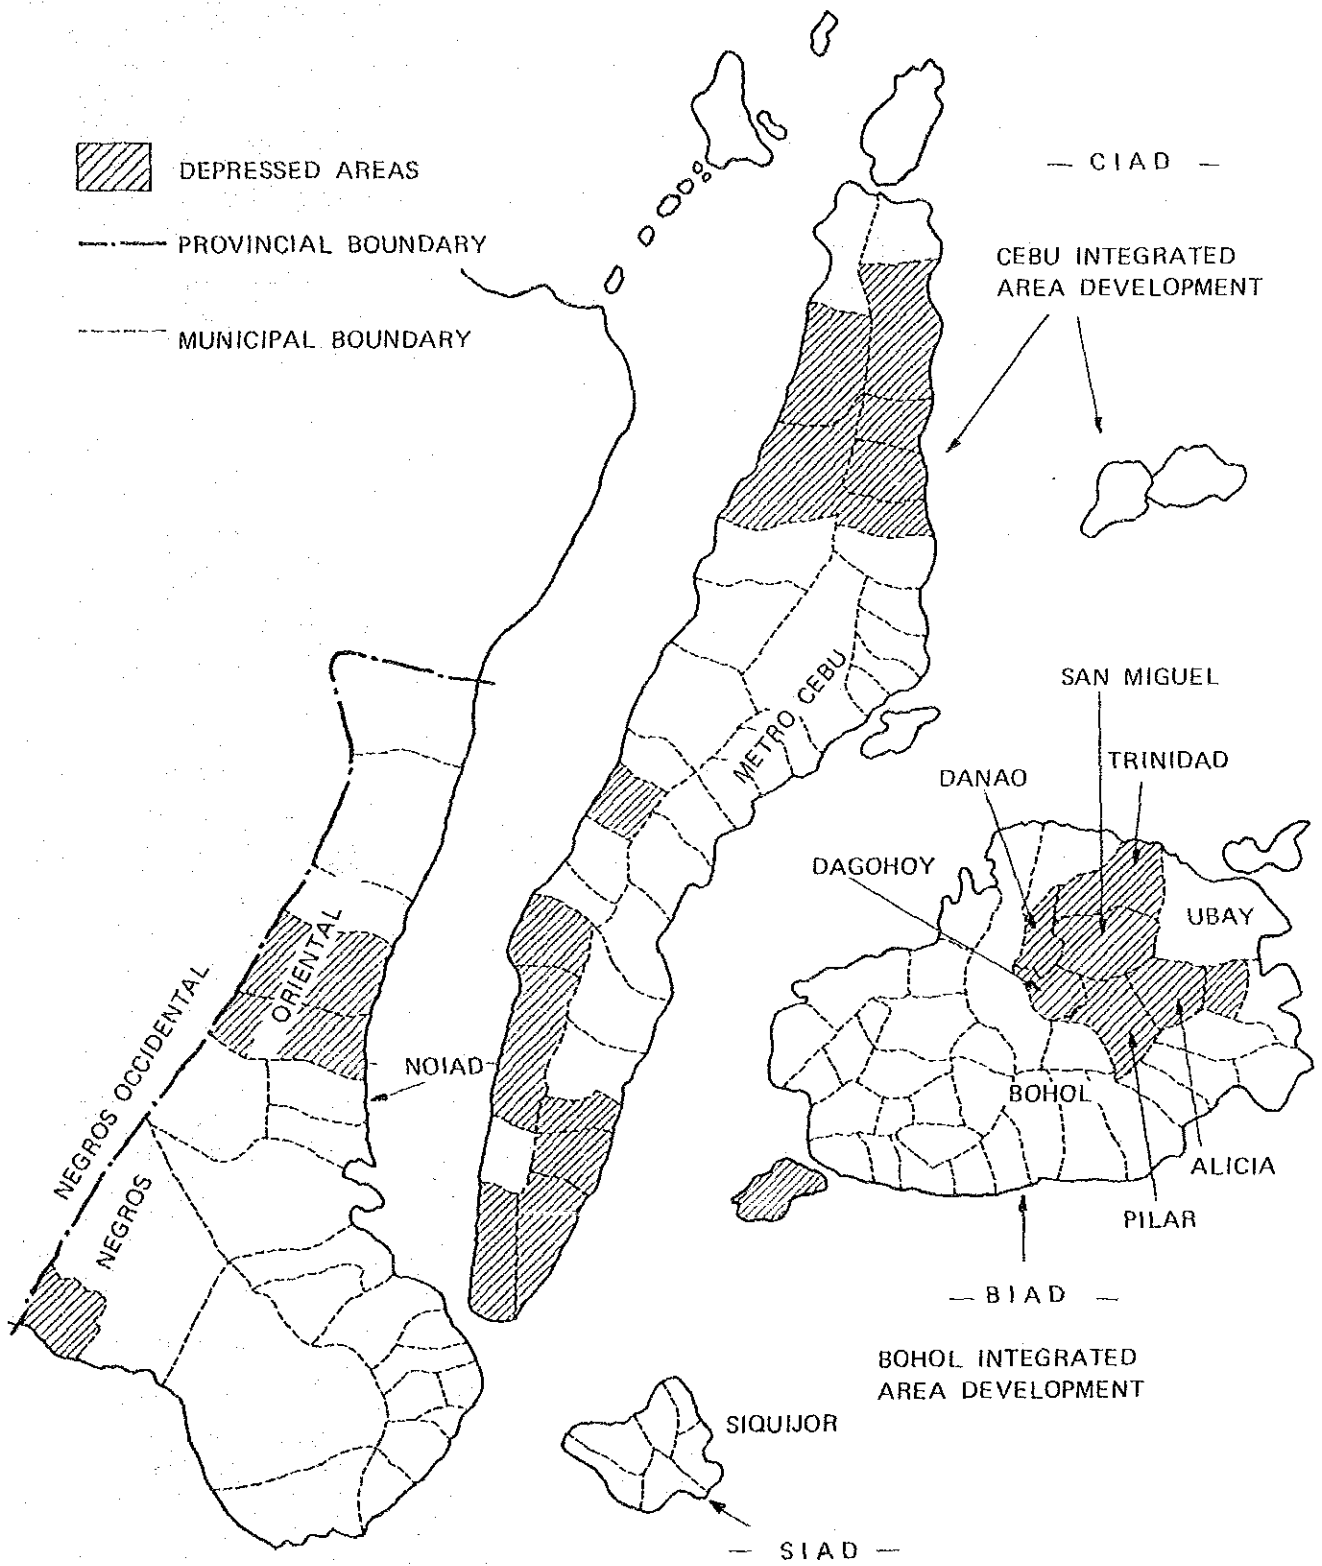 DEPRESSED AREAS
PROVINCIAL BOUNDARY
MUNICIPAL BOUNDARY
— CIAD —
CEBU INTEGRATED
AREA DEVELOPMENT
METRO CEBU
SAN MIGUEL
TRINIDAD
DANAO
DAGOHOY
UBAY
BOHOL
ALICIA
PILAR
— BIAD —
BOHOL INTEGRATED
AREA DEVELOPMENT
NEGROS OCCIDENTAL
NEGROS
ORIENTAL
NOIAD
SIQUIJOR
— SIAD —